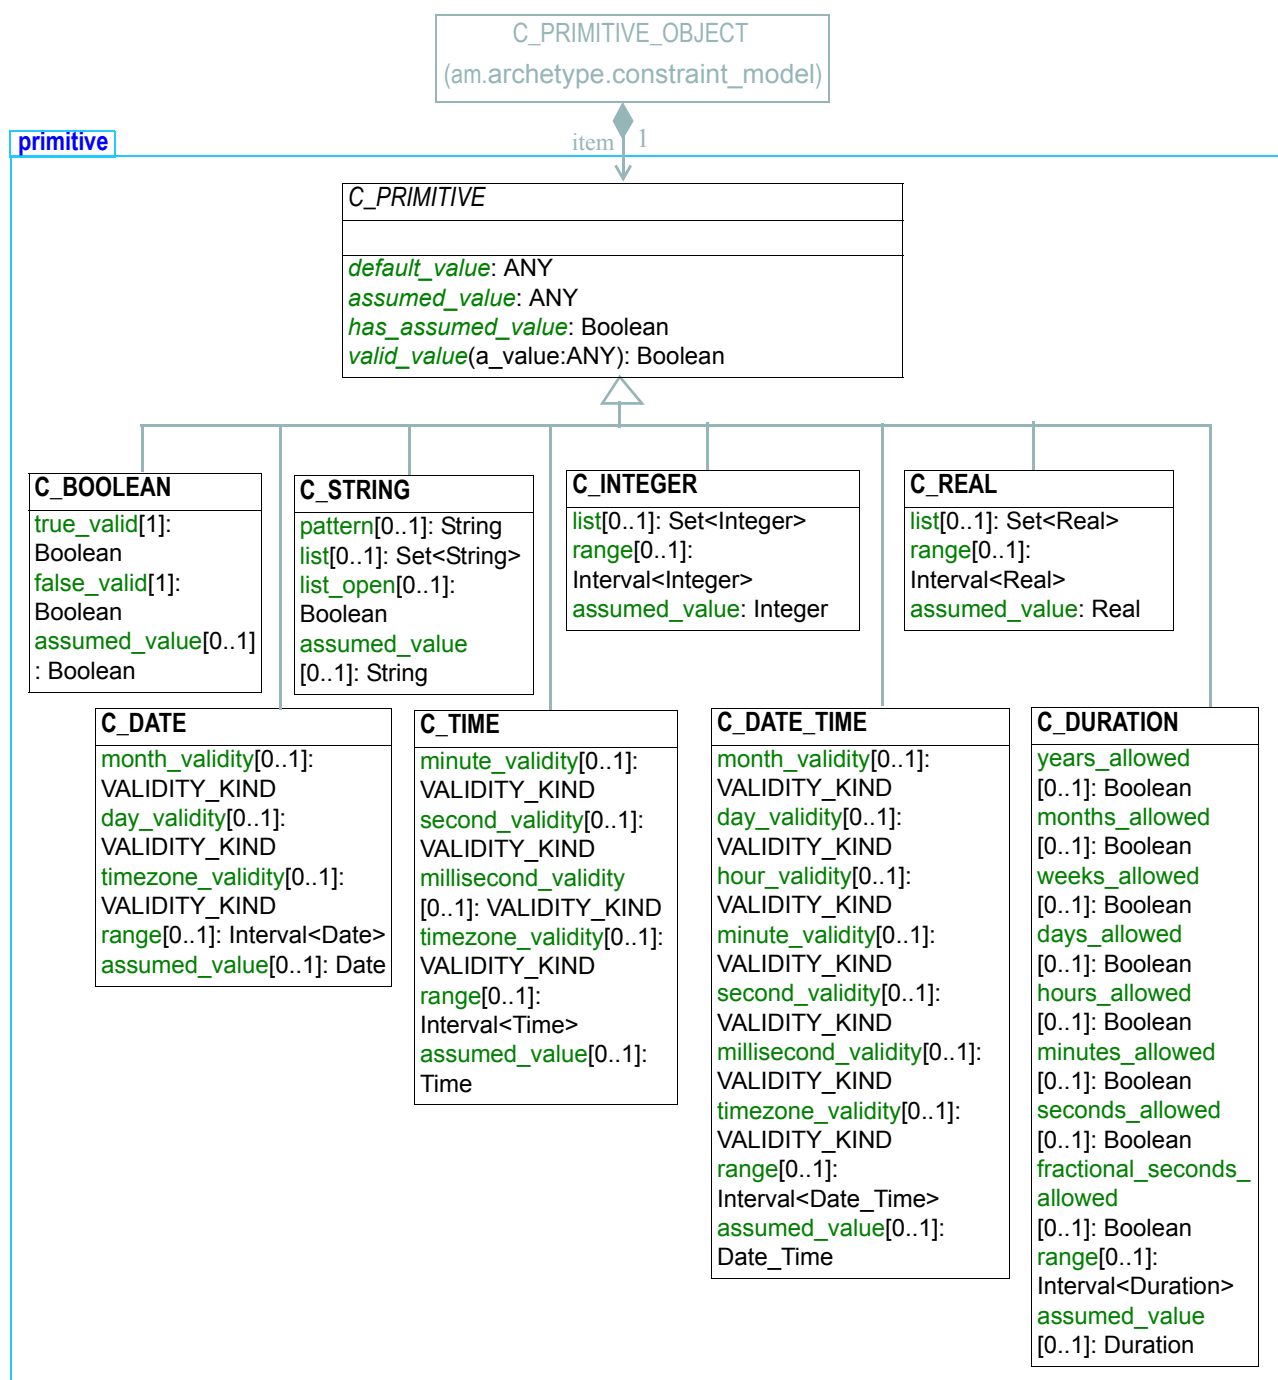 C_PRIMITIVE_OBJECT
(am.archetype.constraint_model)
primitive
item 1
C_PRIMITIVE
default_value: ANY
assumed_value: ANY
has_assumed_value: Boolean
valid_value(a_value:ANY): Boolean
C_BOOLEAN
true_valid[1]:
Boolean
false_valid[1]:
Boolean
assumed_value[0..1]
: Boolean
C_STRING
pattern[0..1]: String
list[0..1]: Set<String>
list_open[0..1]:
Boolean
assumed_value
[0..1]: String
C_INTEGER
list[0..1]: Set<Integer>
range[0..1]:
Interval<Integer>
assumed_value: Integer
C_REAL
list[0..1]: Set<Real>
range[0..1]:
Interval<Real>
assumed_value: Real
C_DATE
month_validity[0..1]:
VALIDITY_KIND
day_validity[0..1]:
VALIDITY_KIND
timezone_validity[0..1]:
VALIDITY_KIND
range[0..1]: Interval<Date>
assumed_value[0..1]: Date
C_TIME
minute_validity[0..1]:
VALIDITY_KIND
second_validity[0..1]:
VALIDITY_KIND
millisecond_validity
[0..1]: VALIDITY_KIND
timezone_validity[0..1]:
VALIDITY_KIND
range[0..1]:
Interval<Time>
assumed_value[0..1]:
Time
C_DATE_TIME
month_validity[0..1]:
VALIDITY_KIND
day_validity[0..1]:
VALIDITY_KIND
hour_validity[0..1]:
VALIDITY_KIND
minute_validity[0..1]:
VALIDITY_KIND
second_validity[0..1]:
VALIDITY_KIND
millisecond_validity[0..1]:
VALIDITY_KIND
timezone_validity[0..1]:
VALIDITY_KIND
range[0..1]:
Interval<Date_Time>
assumed_value[0..1]:
Date_Time
C_DURATION
years_allowed
[0..1]: Boolean
months_allowed
[0..1]: Boolean
weeks_allowed
[0..1]: Boolean
days_allowed
[0..1]: Boolean
hours_allowed
[0..1]: Boolean
minutes_allowed
[0..1]: Boolean
seconds_allowed
[0..1]: Boolean
fractional_seconds_
allowed
[0..1]: Boolean
range[0..1]:
Interval<Duration>
assumed_value
[0..1]: Duration